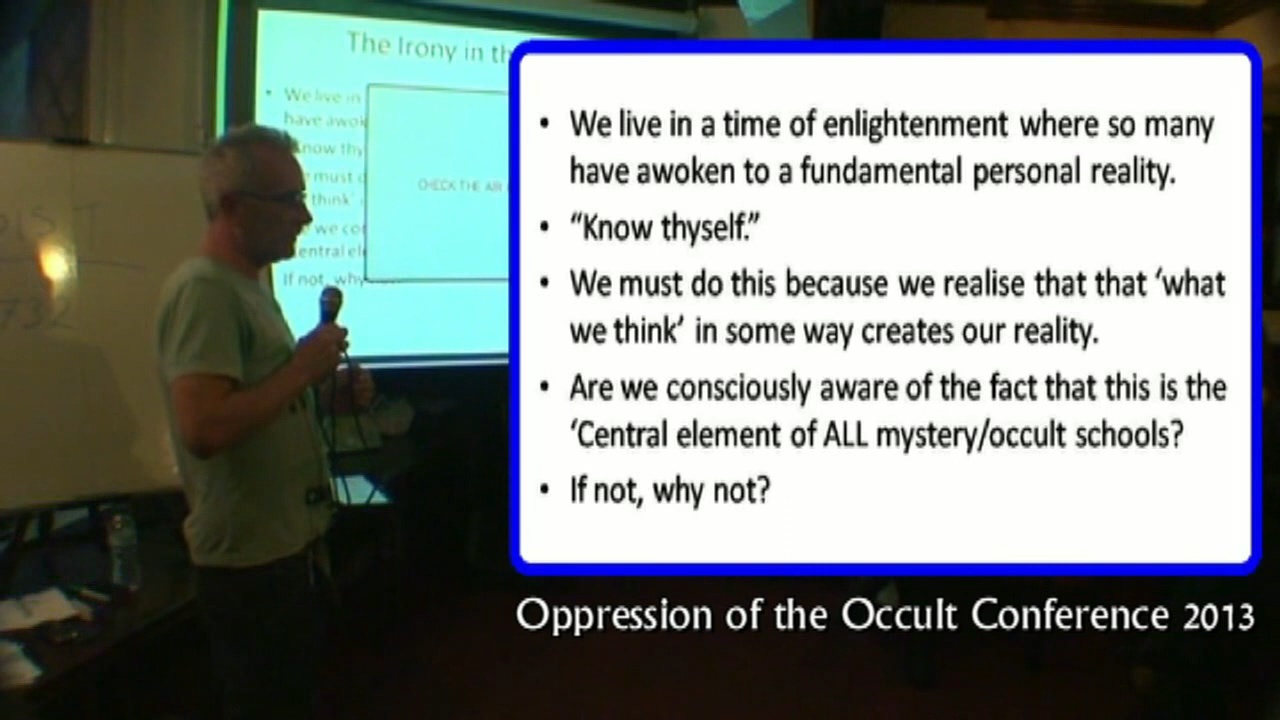 The Irony in th
• We live in
have awok
Know thy
must
think'
we co
entral el
If not, why
CHECK THE AIR
732
• We live in a time of enlightenment where so many
have awoken to a fundamental personal reality.
• “Know thyself.”
• We must do this because we realise that that ‘what
we think’ in some way creates our reality.
• Are we consciously aware of the fact that this is the
‘Central element of ALL mystery/occult schools?
• If not, why not?
Oppression of the Occult Conference 2013